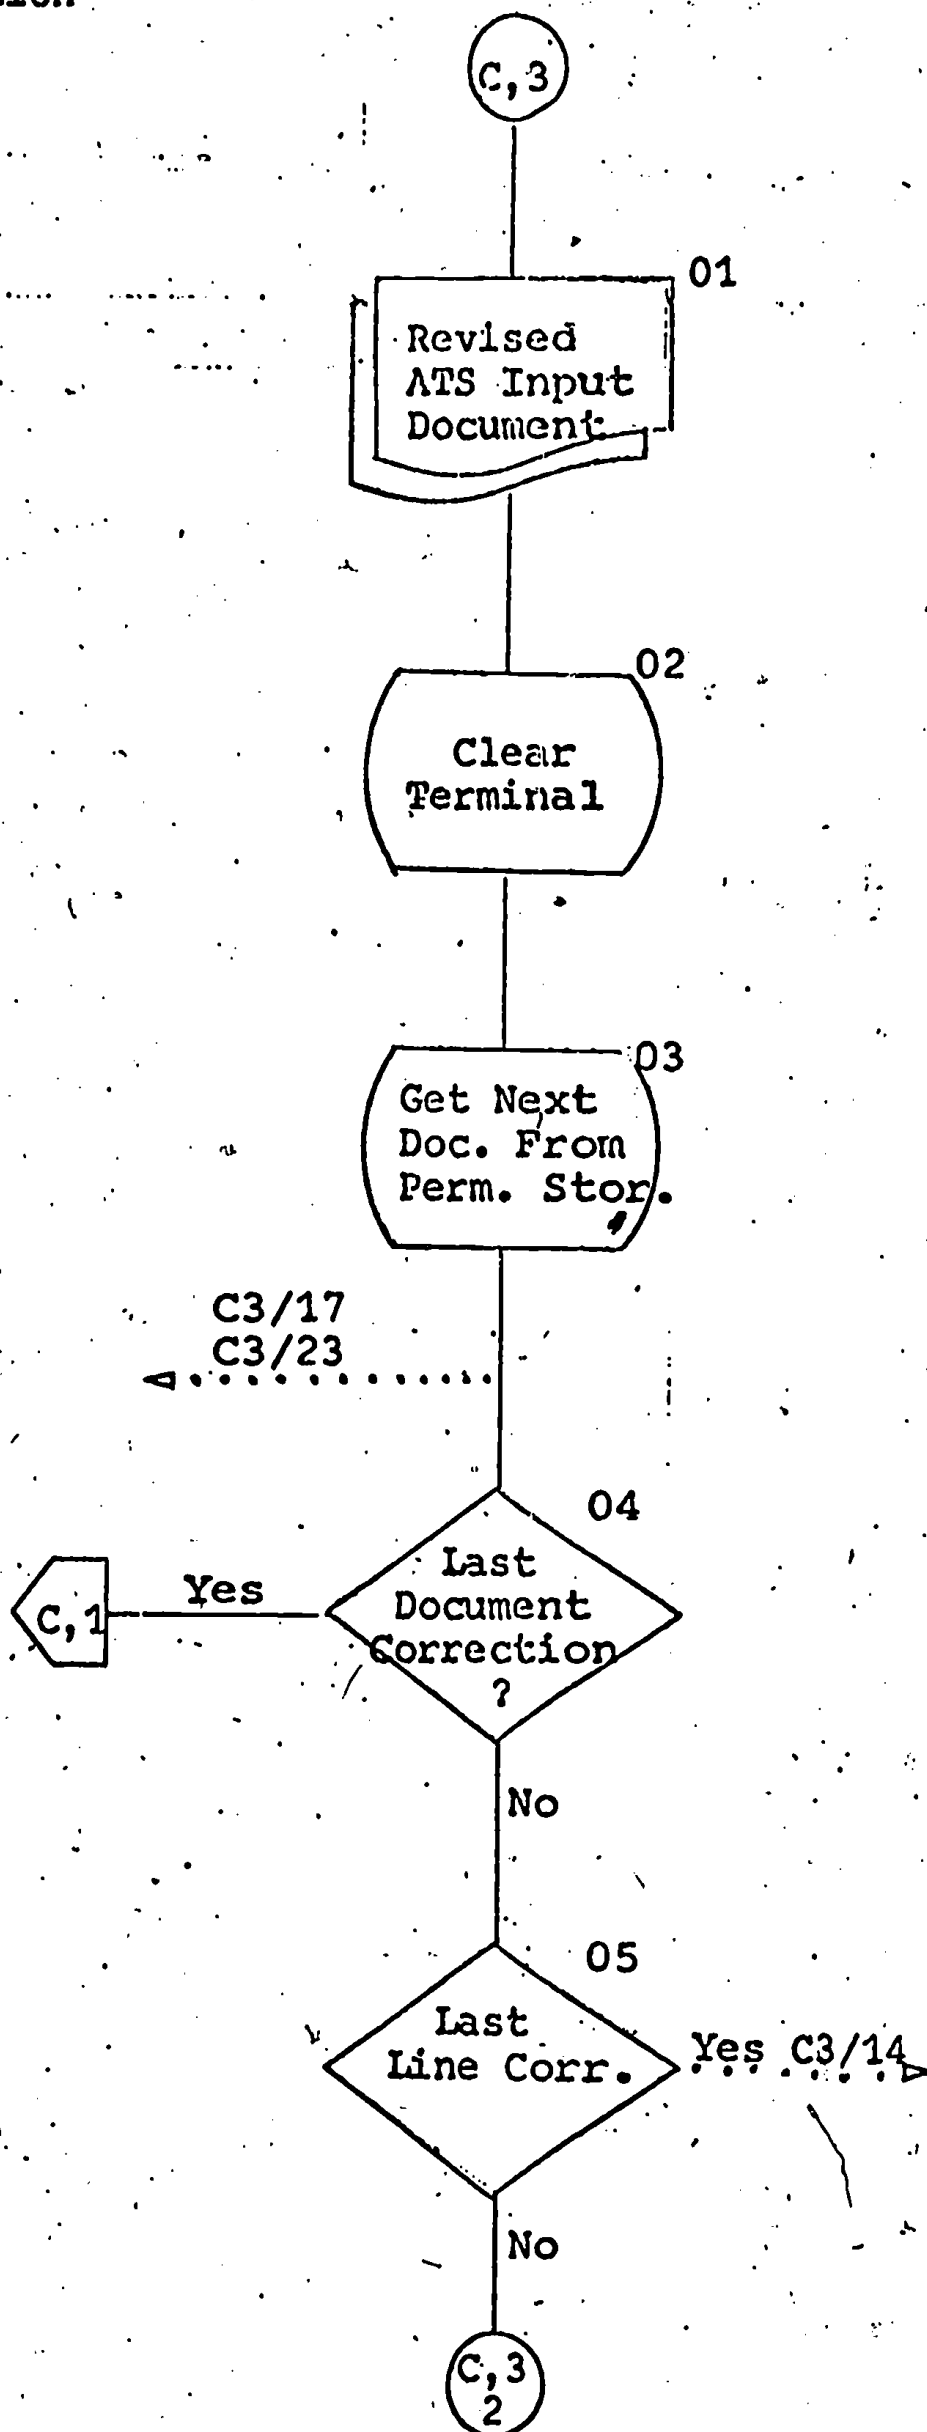 C,3
01
Revised
ATS Input
Document
02
Clear
Terminal
03
Get Next
Doc. From
Perm. Stor.
C3/17
C3/23
04
Last
Document
Correction
?
Yes
C,1
No
05
Last
Line Corr.
Yes C3/14
No
C,3
2